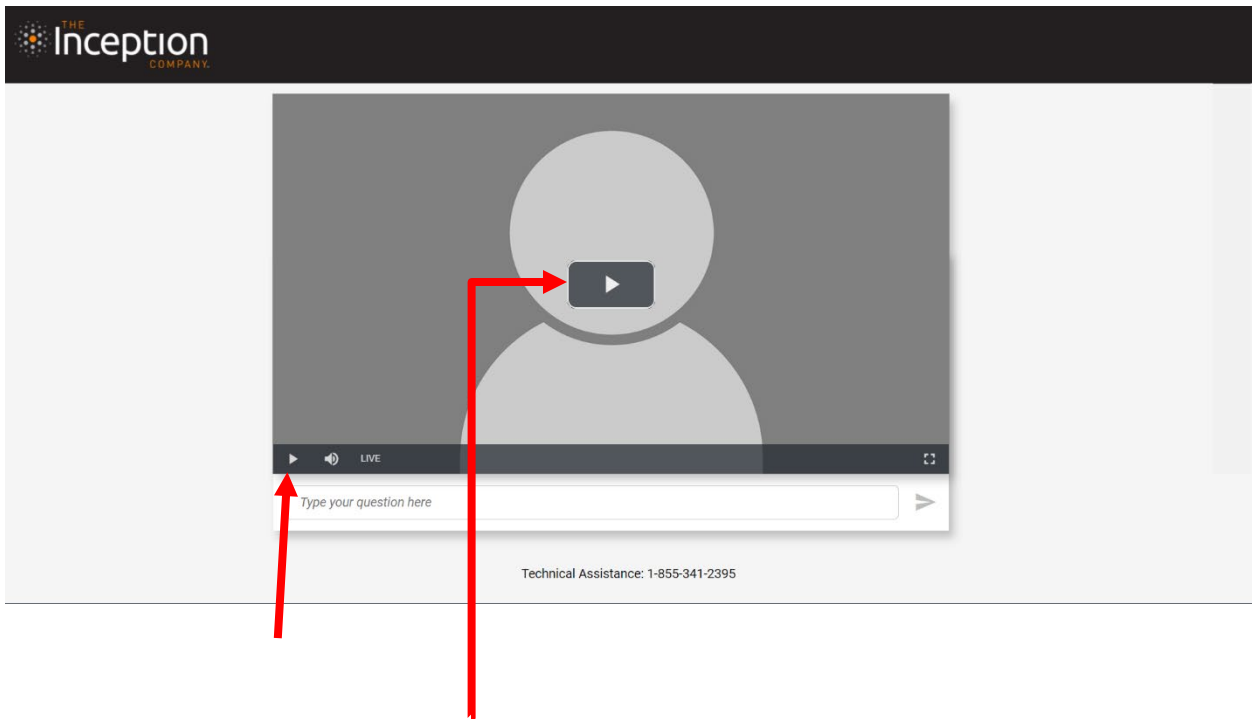 THE
Inception
COMPANY.
LIVE
Type your question here
Technical Assistance: 1-855-341-2395